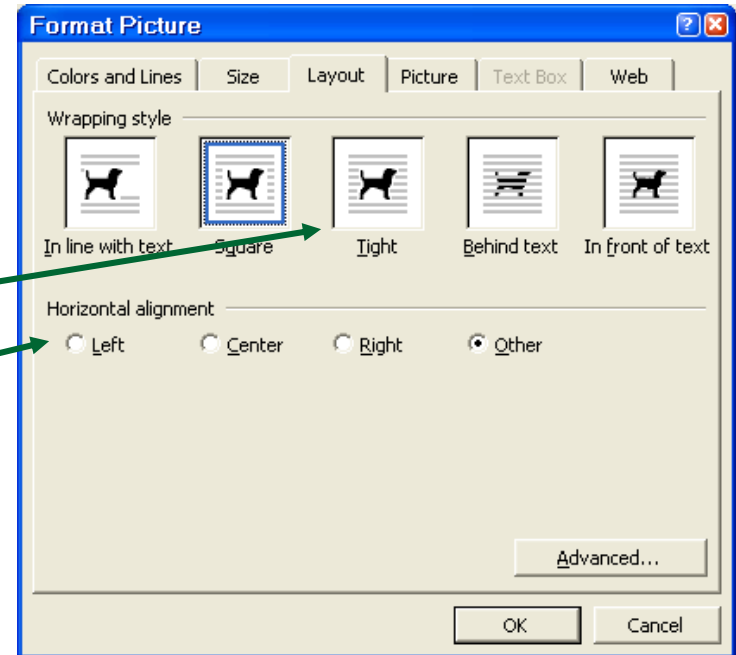 Format Picture
Colors and Lines Size Layout Picture Text Box Web
Wrapping style
In line with text Square Tight Behind text In front of text
Horizontal alignment
Left Center Right Other
Advanced...
OK Cancel